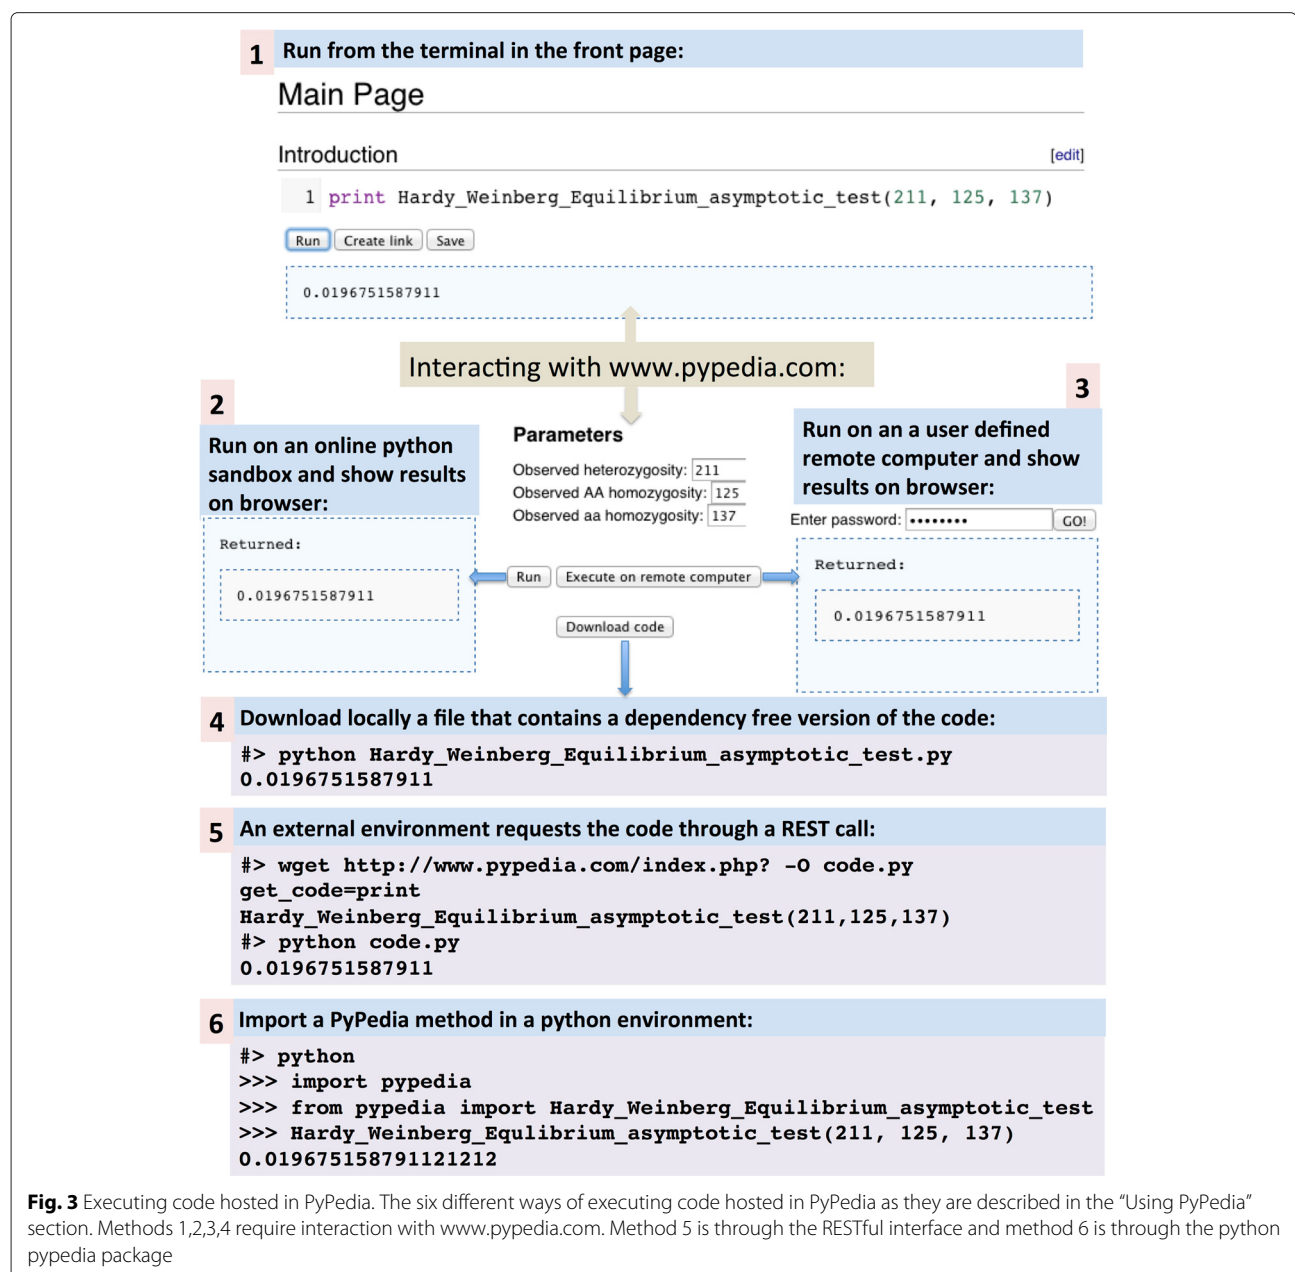 1 Run from the terminal in the front page:
Main Page
Introduction [edit]
1 print Hardy_Weinberg_Equilibrium_asymptotic_test(211, 125, 137)
Run Create link Save
0.0196751587911
Interacting with www.pypedia.com:
2
Run on an online python
sandbox and show results
on browser:
Returned:
0.0196751587911
Parameters
Observed heterozygosity: 211
Observed AA homozygosity: 125
Observed aa homozygosity: 137
Run Execute on remote computer
Download code
3
Run on an a user defined
remote computer and show
results on browser:
Enter password: •••••••• GO!
Returned:
0.0196751587911
4 Download locally a file that contains a dependency free version of the code:
#> python Hardy_Weinberg_Equilibrium_asymptotic_test.py
0.0196751587911
5 An external environment requests the code through a REST call:
#> wget http://www.pypedia.com/index.php? -O code.py
get_code=print
Hardy_Weinberg_Equilibrium_asymptotic_test(211,125,137)
#> python code.py
0.0196751587911
6 Import a PyPedia method in a python environment:
#> python
>>> import pypedia
>>> from pypedia import Hardy_Weinberg_Equilibrium_asymptotic_test
>>> Hardy_Weinberg_Equlibrium_asymptotic_test(211, 125, 137)
0.019675158791121212
Fig. 3 Executing code hosted in PyPedia. The six different ways of executing code hosted in PyPedia as they are described in the “Using PyPedia”
section. Methods 1,2,3,4 require interaction with www.pypedia.com. Method 5 is through the RESTful interface and method 6 is through the python
pypedia package